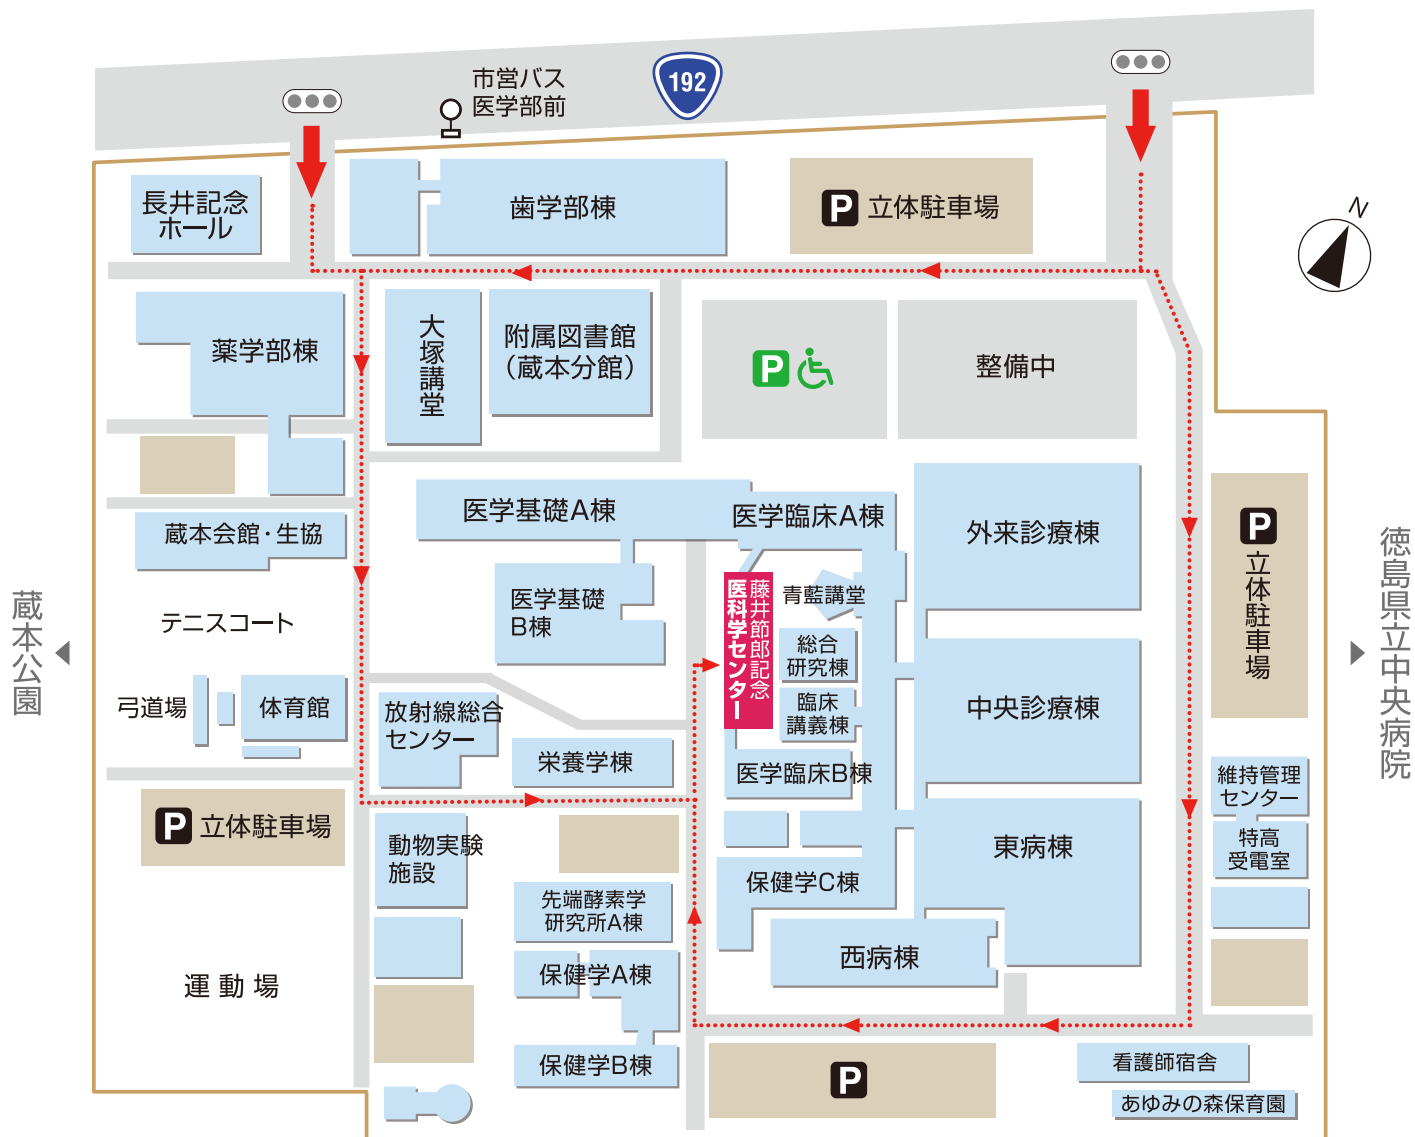 市営バス
医学部前
192
N
長井記念
ホール
歯学部棟
P 立体駐車場
薬学部棟
大塚講堂
附属図書館
（蔵本分館）
P
整備中
蔵本会館・生協
医学基礎A棟
医学臨床A棟
外来診療棟
P 立体駐車場
徳島県立中央病院
蔵本公園
テニスコート
医学基礎
B棟
藤井節郎記念
医科学センター
青藍講堂
総合
研究棟
臨床
講義棟
中央診療棟
弓道場
体育館
放射線総合
センター
栄養学棟
医学臨床B棟
維持管理
センター
特高
受電室
P 立体駐車場
動物実験
施設
東病棟
保健学C棟
先端酵素学
研究所A棟
西病棟
保健学A棟
運動場
保健学B棟
P
看護師宿舎
あゆみの森保育園